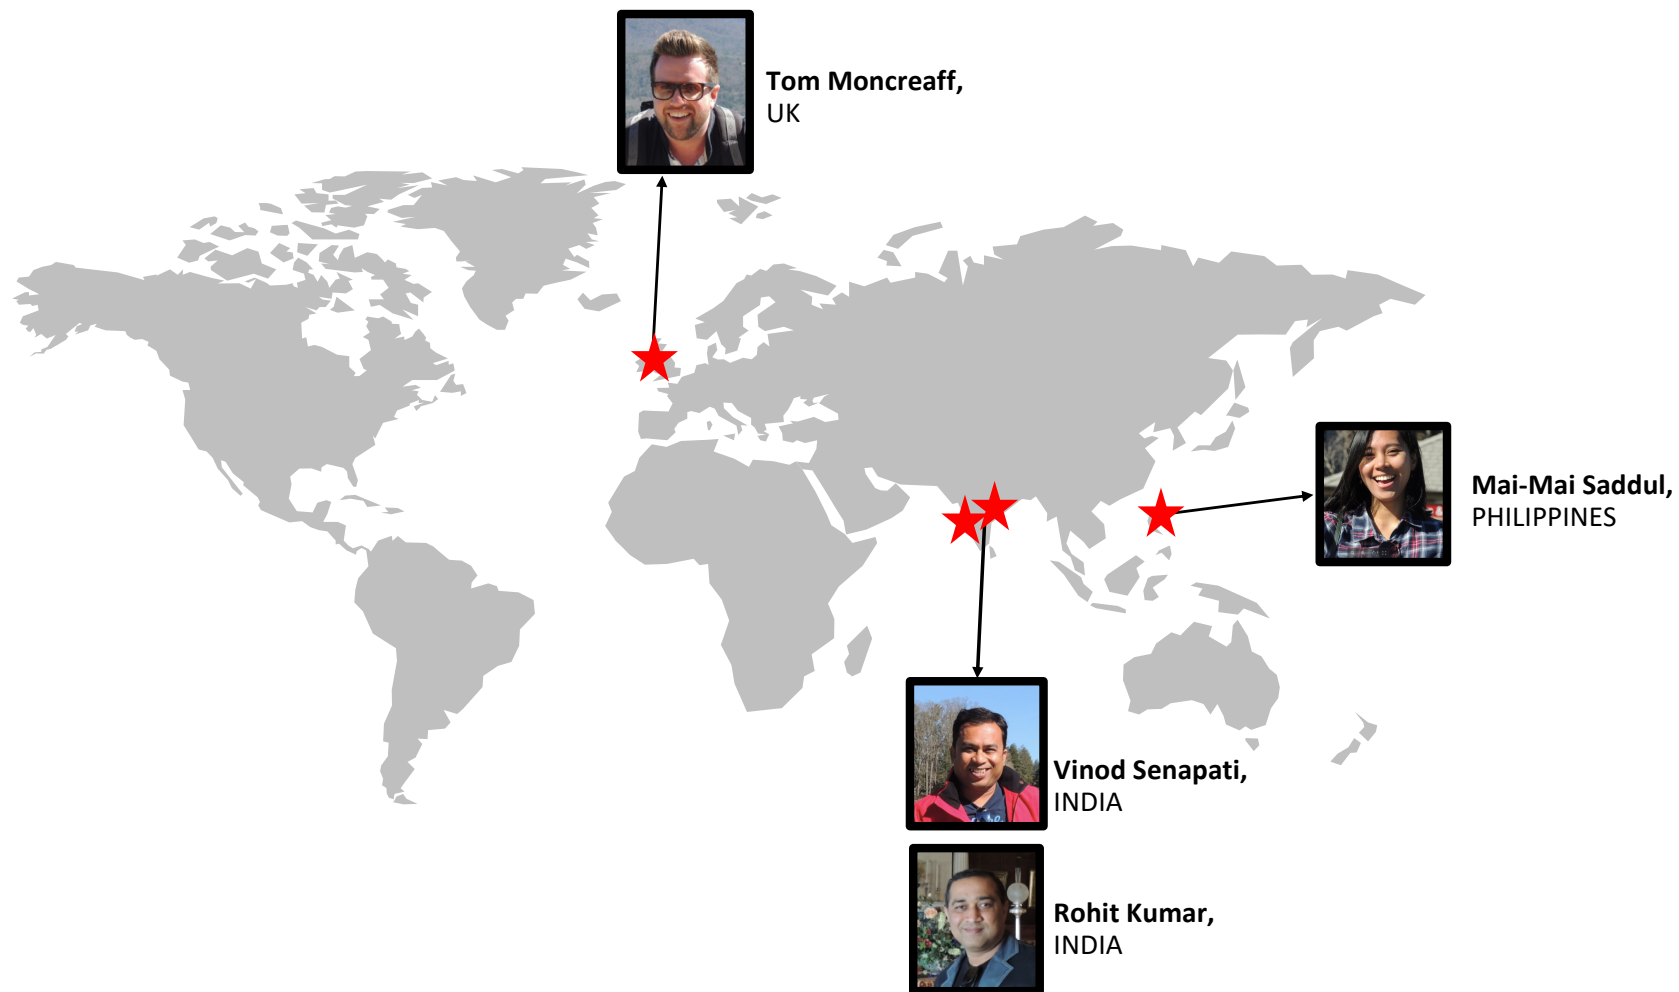 Tom Moncreaff,
UK
Mai-Mai Saddul,
PHILIPPINES
Vinod Senapati,
INDIA
Rohit Kumar,
INDIA